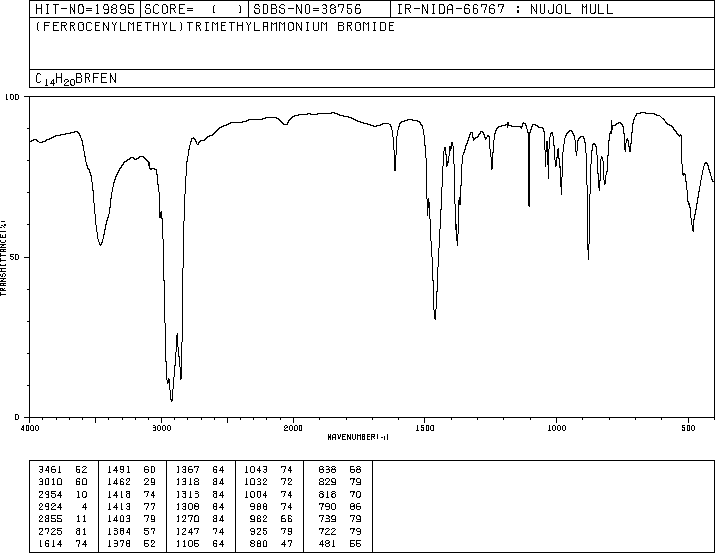 HIT-NO=19895 SCORE= ( ) SDBS-NO=38756 IR-NIDA-66767 : NUJOL MULL
(FERROCENYLMETHYL)TRIMETHYLAMMONIUM BROMIDE
C14H20BRFEN
100
50
0
TRANSMITTANCE(%)
4000 3000 2000 1500 1000 500
WAVENUMBER(-1)
3461 52 1491 60 1367 64 1043 74 838 68
3010 60 1462 29 1318 84 1032 72 829 79
2954 10 1418 74 1313 84 1004 74 818 70
2924 4 1413 77 1308 84 988 74 790 86
2855 11 1403 79 1270 84 982 66 739 79
2725 81 1384 57 1247 74 925 79 722 79
1614 74 1378 52 1105 64 880 47 481 55